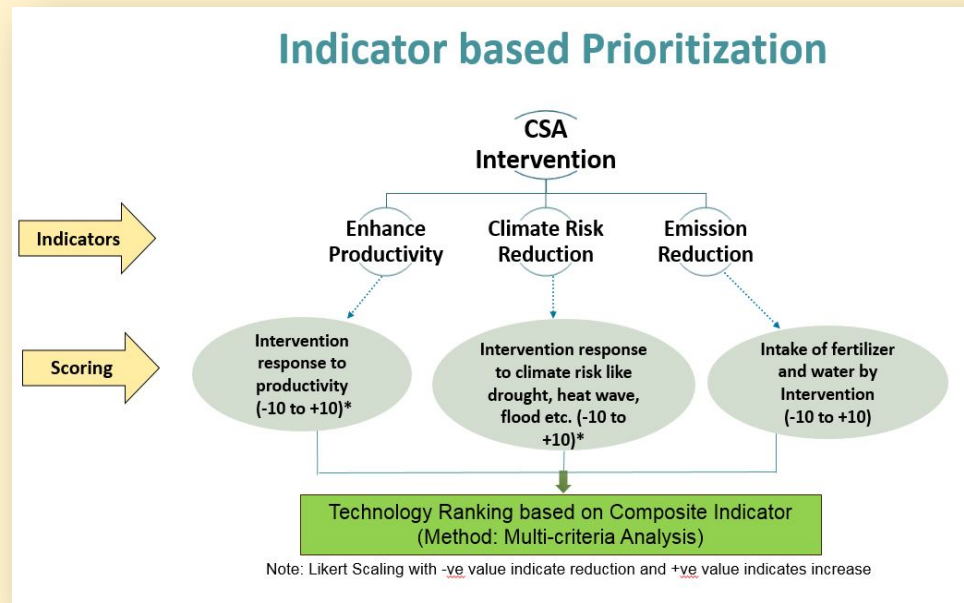 Indicator based Prioritization
CSA
Intervention
Indicators
Enhance
Productivity
Climate Risk
Reduction
Emission
Reduction
Scoring
Intervention
response to
productivity
(-10 to +10)*
Intervention response
to climate risk like
drought, heat wave,
flood etc. (-10 to
+10)*
Intake of fertilizer
and water by
Intervention
(-10 to +10)
Technology Ranking based on Composite Indicator
(Method: Multi-criteria Analysis)
Note: Likert Scaling with -ve value indicate reduction and +ve value indicates increase